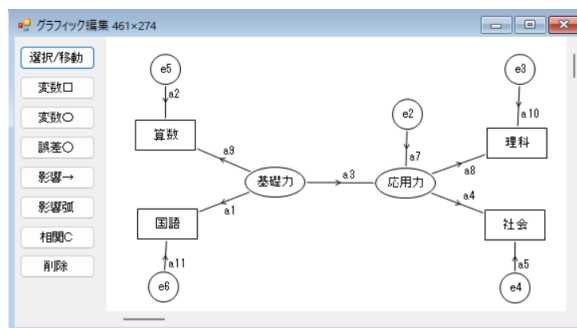 グラフィック編集 461×274
選択/移動
変数□
変数○
誤差○
影響→
影響弧
相関C
削除
e5
a2
算数
a9
基礎力
a1
国語
a11
e6
a3
e2
a7
応用力
e3
a10
理科
a8
a4
社会
a5
e4